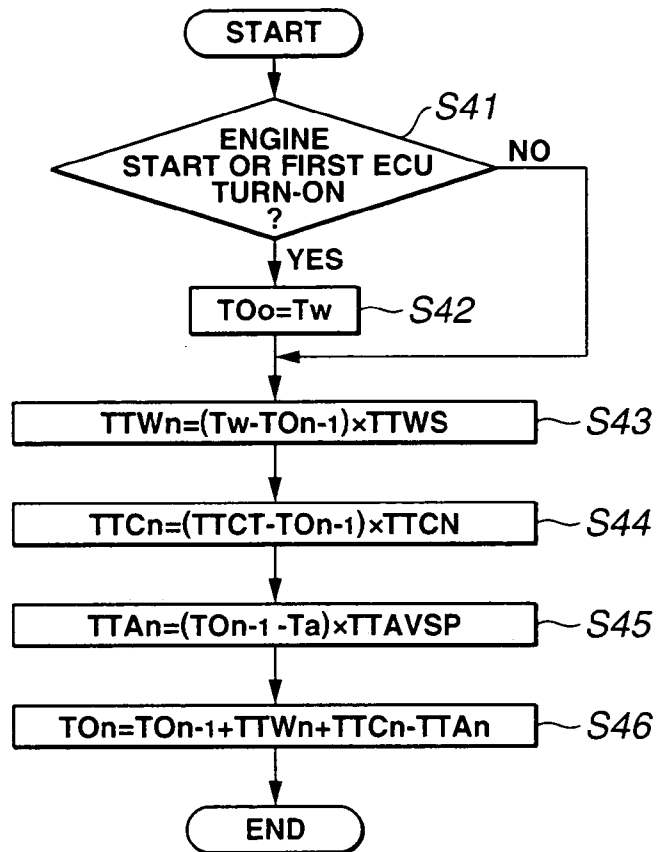 START
S41
ENGINE
START OR FIRST ECU
TURN-ON
?
NO
YES
TOo=Tw
S42
TTWn=(Tw-TOn-1)×TTWS
S43
TTCn=(TTCT-TOn-1)×TTCN
S44
TTAn=(TOn-1-Ta)×TTAVSP
S45
TOn=TOn-1+TTWn+TTCn-TTAn
S46
END